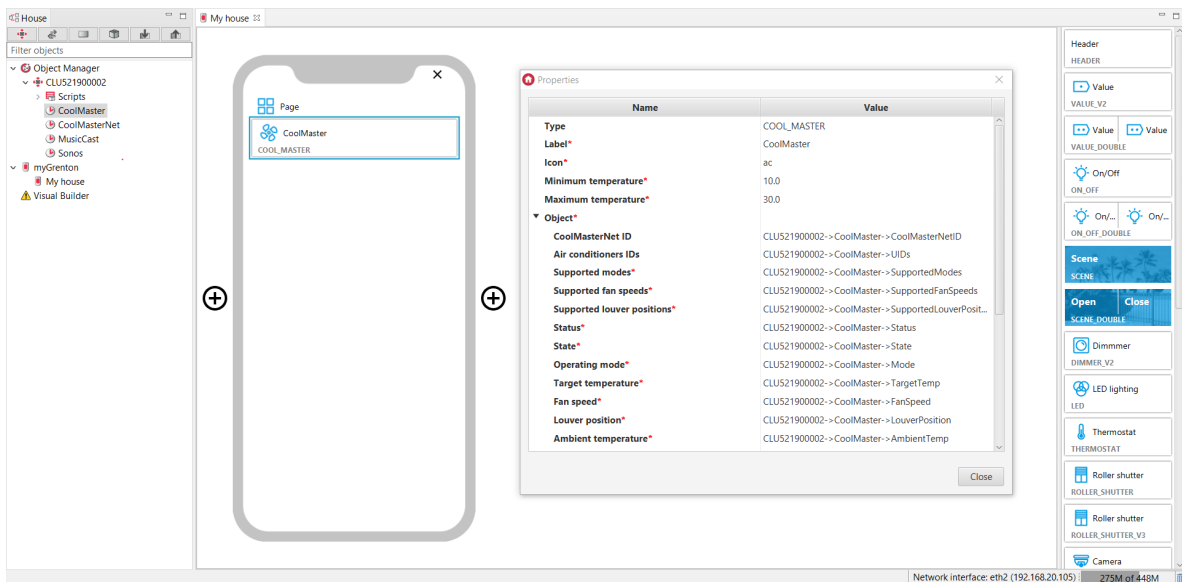 House
My house
Filter objects
Object Manager
CLU521900002
Scripts
CoolMaster
CoolMasterNet
MusicCast
Sonos
myGrenton
My house
Visual Builder
Page
CoolMaster
COOL_MASTER
Properties
Name Value
Type COOL_MASTER
Label* CoolMaster
Icon* ac
Minimum temperature* 10.0
Maximum temperature* 30.0
Object*
CoolMasterNet ID CLU521900002->CoolMaster->CoolMasterNetID
Air conditioners IDs CLU521900002->CoolMaster->UIDs
Supported modes* CLU521900002->CoolMaster->SupportedModes
Supported fan speeds* CLU521900002->CoolMaster->SupportedFanSpeeds
Supported louver positions* CLU521900002->CoolMaster->SupportedLouverPosit...
Status* CLU521900002->CoolMaster->Status
State* CLU521900002->CoolMaster->State
Operating mode* CLU521900002->CoolMaster->Mode
Target temperature* CLU521900002->CoolMaster->TargetTemp
Fan speed* CLU521900002->CoolMaster->FanSpeed
Louver position* CLU521900002->CoolMaster->LouverPosition
Ambient temperature* CLU521900002->CoolMaster->AmbientTemp
Close
Header
HEADER
Value
VALUE_V2
Value Value
VALUE_DOUBLE
On/Off
ON_OFF
On/... On/...
ON_OFF_DOUBLE
Scene
SCENE
Open Close
SCENE_DOUBLE
Dimmmer
DIMMER_V2
LED lighting
LED
Thermostat
THERMOSTAT
Roller shutter
ROLLER_SHUTTER
Roller shutter
ROLLER_SHUTTER_V3
Camera
Network interface: eth2 (192.168.20.105) 275M of 448M